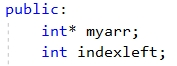 public:
    int* myarr;
    int indexleft;